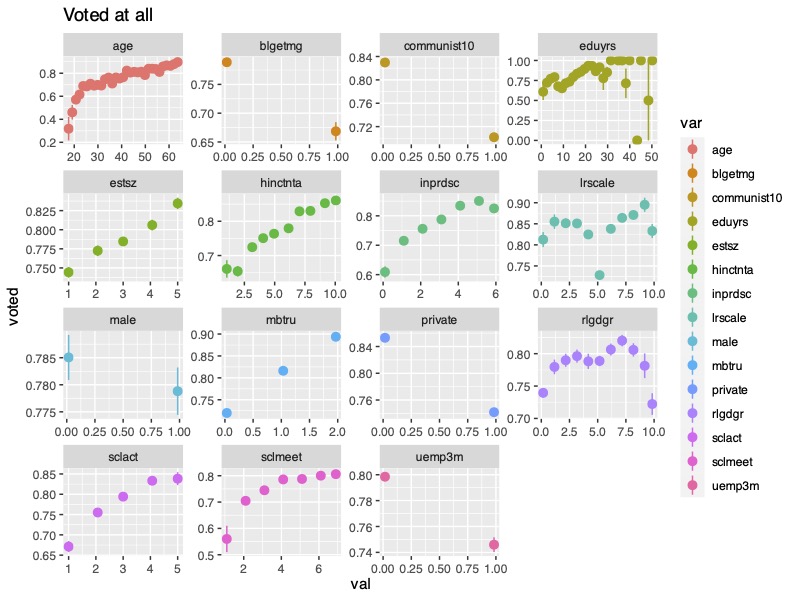 Voted at all
age blgetmg communist10 eduyrs
0.8
0.6
0.4
0.2
20 40 60
0.75
0.70
0.65
0.00 0.25 0.50 0.75 1.00
0.84
0.80
0.76
0.72
0.00 0.25 0.50 0.75 1.00
1.00
0.75
0.50
0.25
0.00
0 10 20 30 40 50
estsz hinctnta inprdsc lrscale
0.825
0.800
0.775
0.750
1 2 3 4 5
0.8
0.7
2.5 5.0 7.5 10.0
0.8
0.7
0.6
0 2 4 6
0.90
0.85
0.80
0.75
0.0 2.5 5.0 7.5 10.0
male mbtru private rlgdgr
0.785
0.780
0.775
0.00 0.25 0.50 0.75 1.00
0.90
0.85
0.80
0.75
0.0 0.5 1.0 1.5 2.0
0.84
0.80
0.76
0.00 0.25 0.50 0.75 1.00
0.80
0.75
0.70
0.0 2.5 5.0 7.5 10.0
sclact sclmeet uemp3m
0.85
0.80
0.75
0.70
0.65
1 2 3 4 5
0.8
0.7
0.6
0.5
2 4 6
0.80
0.78
0.76
0.74
0.00 0.25 0.50 0.75 1.00
voted
val
var
age
blgetmg
communist10
eduyrs
estsz
hinctnta
inprdsc
lrscale
male
mbtru
private
rlgdgr
sclact
sclmeet
uemp3m